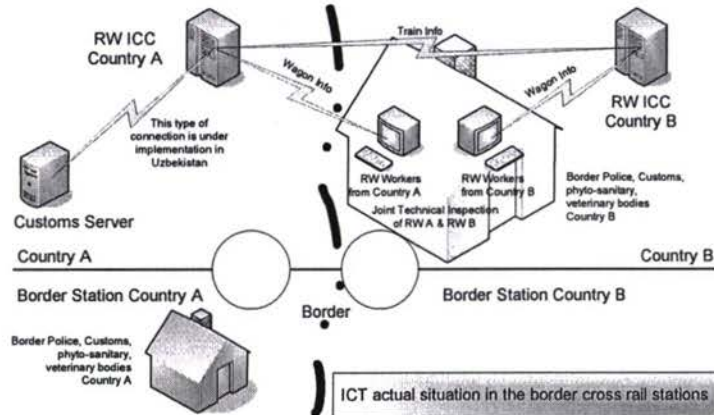 RW ICC
Country A
Train Info
Wagon Info
Wagon Info
RW ICC
Country B
This type of
connection is under
implementation in
Uzbekistan
Customs Server
RW Workers
from Country A
RW Workers
from Country B
Joint Technical Inspection
of RW A & RW B
Border Police, Customs,
phyto-sanitary,
veterinary bodies
Country B
Country A
Country B
Border Station Country A
Border
Border Station Country B
Border Police, Customs,
phyto-sanitary,
veterinary bodies
Country A
ICT actual situation in the border cross rail stations